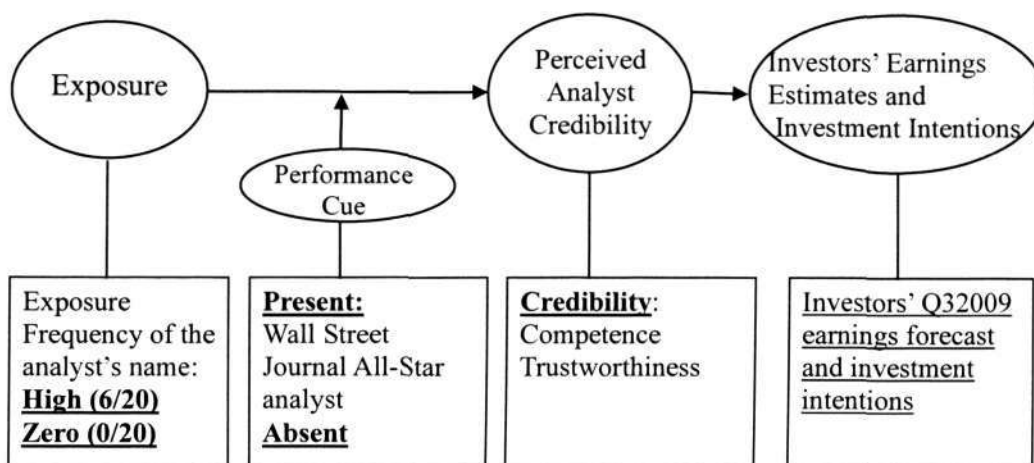 Exposure
Performance
Cue
Perceived
Analyst
Credibility
Investors' Earnings
Estimates and
Investment Intentions
Exposure
Frequency of the
analyst's name:
High (6/20)
Zero (0/20)
Present:
Wall Street
Journal All-Star
analyst
Absent
Credibility:
Competence
Trustworthiness
Investors' Q32009
earnings forecast
and investment
intentions